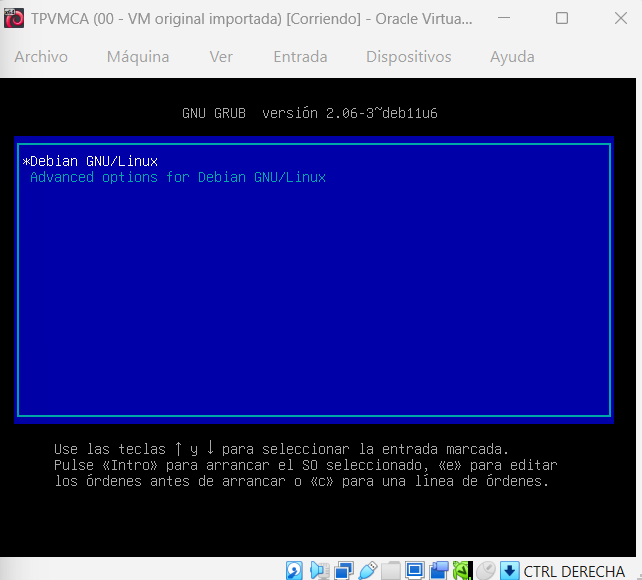 TPVMCA (00 - VM original importada) [Corriendo] - Oracle Virtua...
Archivo Máquina Ver Entrada Dispositivos Ayuda
GNU GRUB versión 2.06-3~deb11u6
*Debian GNU/Linux
Advanced options for Debian GNU/Linux
Use las teclas ↑ y ↓ para seleccionar la entrada marcada.
Pulse «Intro» para arrancar el SO seleccionado, «e» para editar
los órdenes antes de arrancar o «c» para una línea de órdenes.
CTRL DERECHA